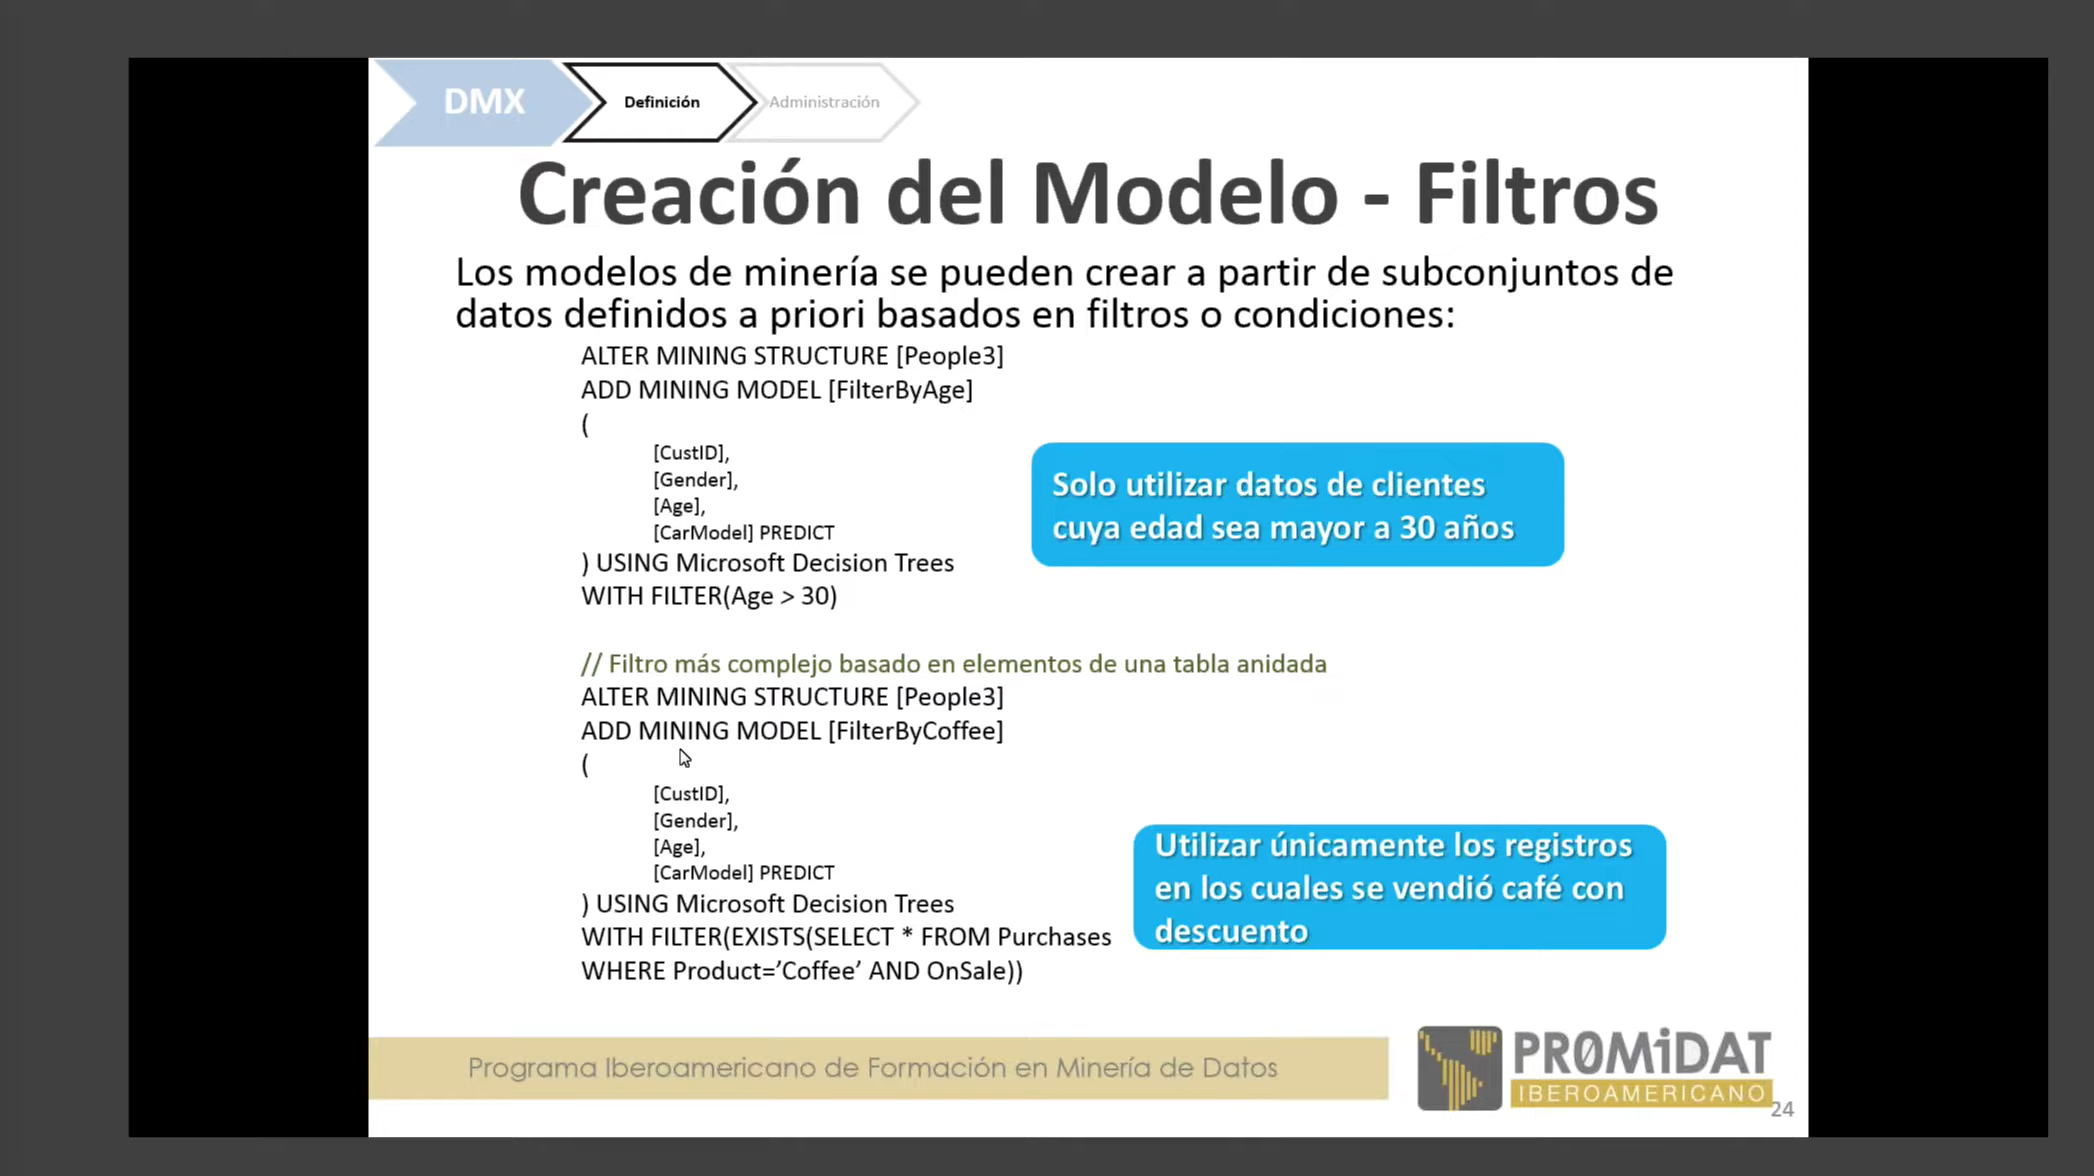 DMX
Definición
Administración
Creación del Modelo - Filtros
Los modelos de minería se pueden crear a partir de subconjuntos de
datos definidos a priori basados en filtros o condiciones:
ALTER MINING STRUCTURE [People3]
ADD MINING MODEL [FilterByAge]
(
[CustID],
[Gender],
[Age],
[CarModel] PREDICT
) USING Microsoft Decision Trees
WITH FILTER(Age > 30)
Solo utilizar datos de clientes
cuya edad sea mayor a 30 años
// Filtro más complejo basado en elementos de una tabla anidada
ALTER MINING STRUCTURE [People3]
ADD MINING MODEL [FilterByCoffee]
(
[CustID],
[Gender],
[Age],
[CarModel] PREDICT
) USING Microsoft Decision Trees
WITH FILTER(EXISTS(SELECT * FROM Purchases
WHERE Product=’Coffee’ AND OnSale))
Utilizar únicamente los registros
en los cuales se vendió café con
descuento
Programa Iberoamericano de Formación en Minería de Datos
PR0MiDAT
IBEROAMERICANO
24